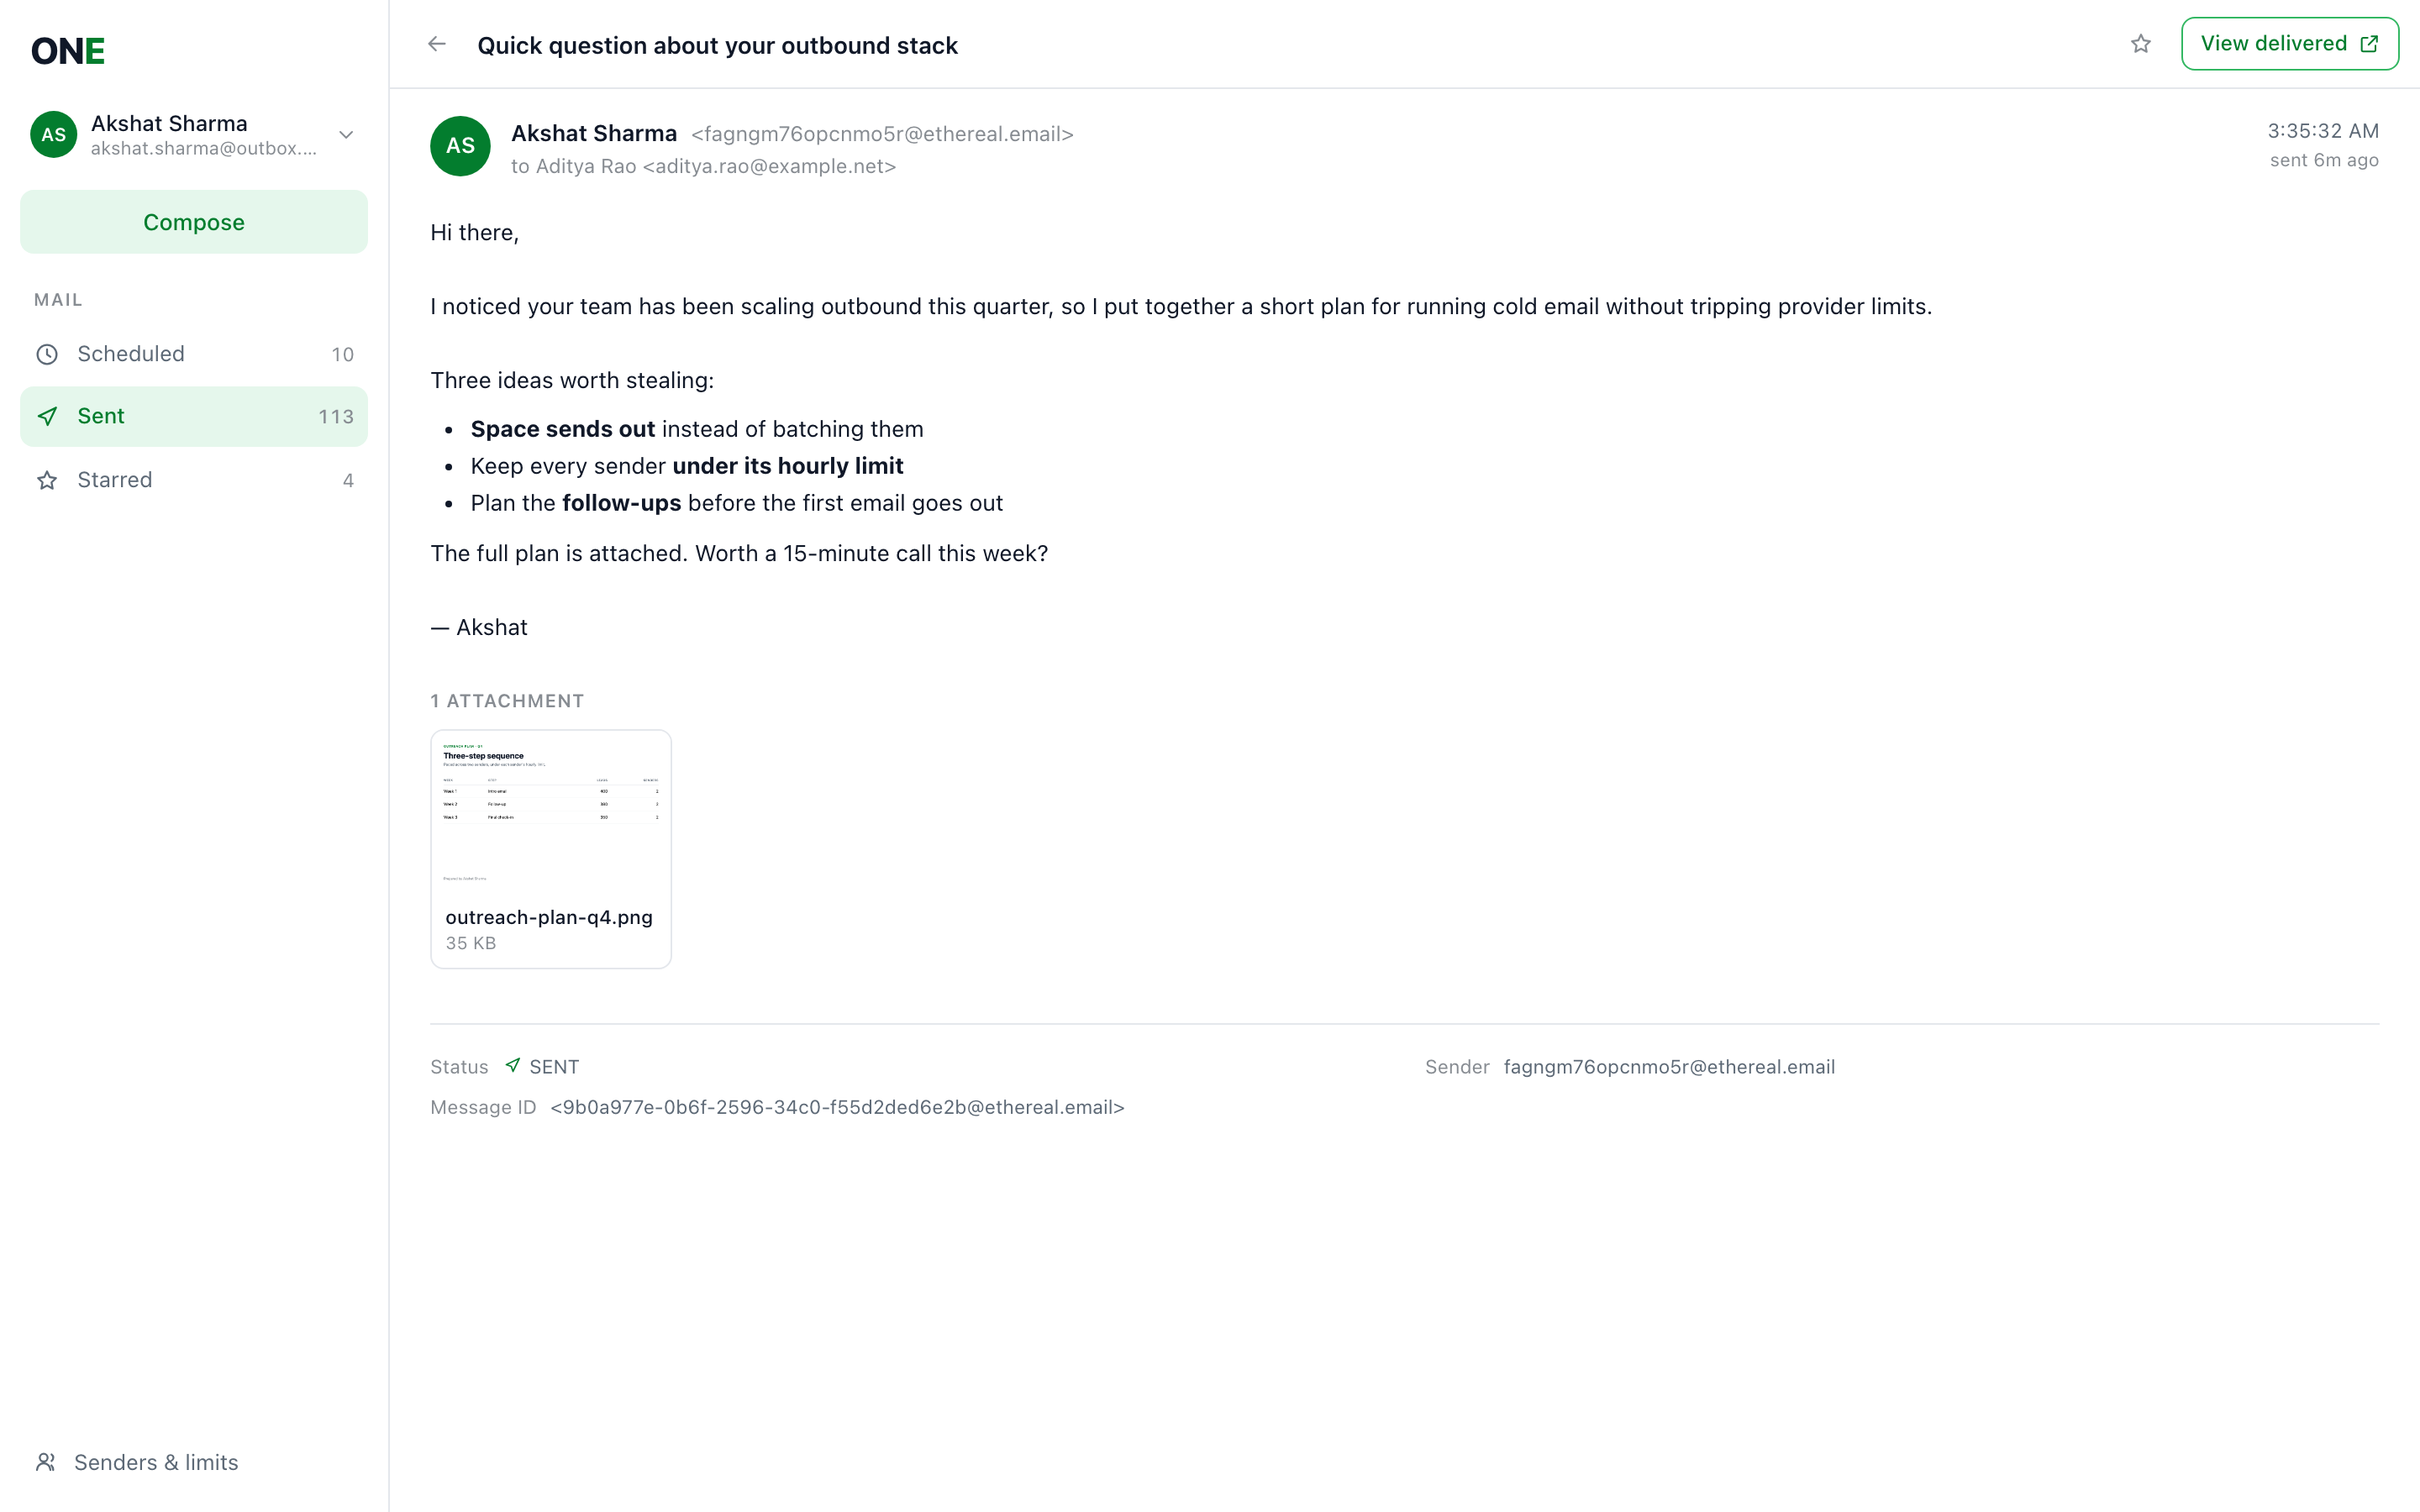 ONE
AS
Akshat Sharma
akshat.sharma@outbox....
Compose
MAIL
Scheduled 10
Sent 113
Starred 4
Senders & limits
Quick question about your outbound stack
View delivered
AS
Akshat Sharma <fagngm76opcnmo5r@ethereal.email>
to Aditya Rao <aditya.rao@example.net>
3:35:32 AM
sent 6m ago
Hi there,
I noticed your team has been scaling outbound this quarter, so I put together a short plan for running cold email without tripping provider limits.
Three ideas worth stealing:
• Space sends out instead of batching them
• Keep every sender under its hourly limit
• Plan the follow-ups before the first email goes out
The full plan is attached. Worth a 15-minute call this week?
— Akshat
1 ATTACHMENT
Three-step sequence
Week 1
Week 2
Week 3
outreach-plan-q4.png
35 KB
Status SENT
Sender fagngm76opcnmo5r@ethereal.email
Message ID <9b0a977e-0b6f-2596-34c0-f55d2ded6e2b@ethereal.email>